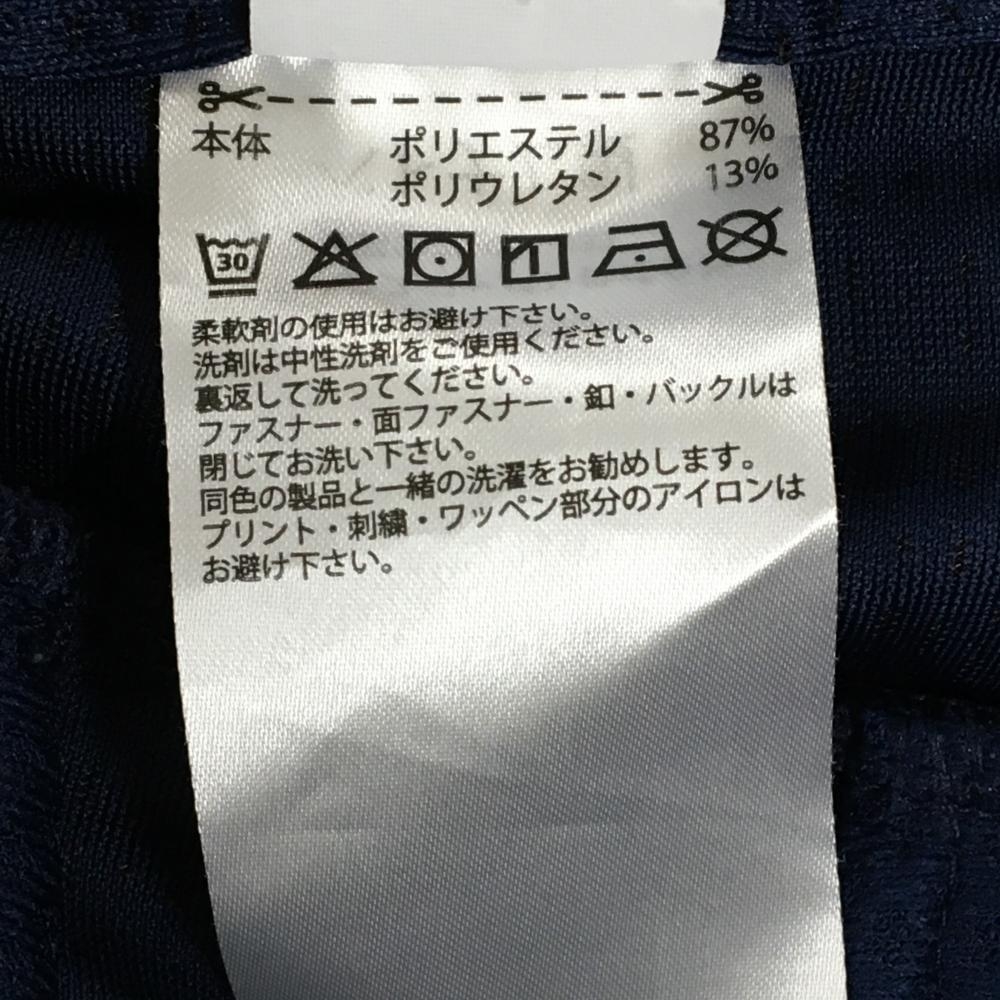 本体 ポリエステル 87%
ポリウレタン 13%
30
柔軟剤の使用はお避け下さい。
洗剤は中性洗剤をご使用ください。
裏返して洗ってください。
ファスナー・面ファスナー・釦・バックルは
閉じてお洗い下さい。
同色の製品と一緒の洗濯をお勧めします。
プリント・刺繍・ワッペン部分のアイロンは
お避け下さい。